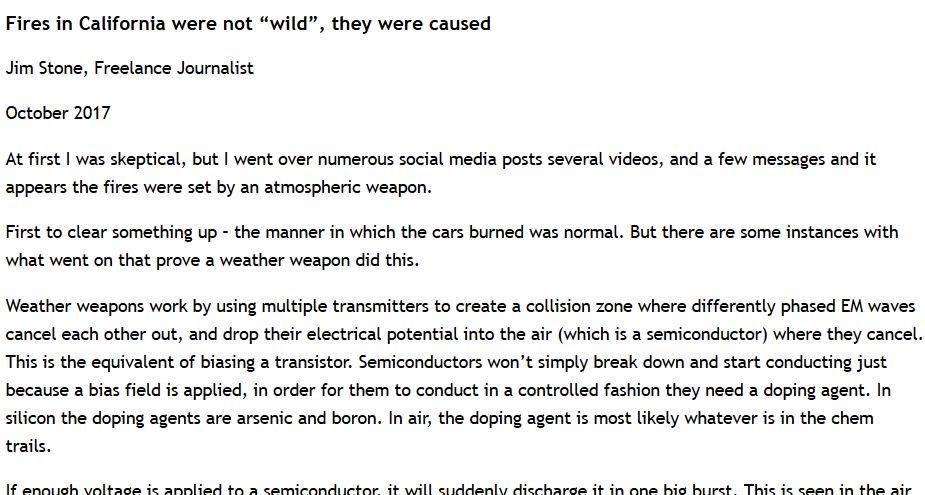 Fires in California were not “wild”, they were caused
Jim Stone, Freelance Journalist
October 2017
At first I was skeptical, but I went over numerous social media posts several videos, and a few messages and it
appears the fires were set by an atmospheric weapon.
First to clear something up – the manner in which the cars burned was normal. But there are some instances with
what went on that prove a weather weapon did this.
Weather weapons work by using multiple transmitters to create a collision zone where differently phased EM waves
cancel each other out, and drop their electrical potential into the air (which is a semiconductor) where they cancel.
This is the equivalent of biasing a transistor. Semiconductors won’t simply break down and start conducting just
because a bias field is applied, in order for them to conduct in a controlled fashion they need a doping agent. In
silicon the doping agents are arsenic and boron. In air, the doping agent is most likely whatever is in the chem
trails.
If enough voltage is applied to a semiconductor, it will suddenly discharge it in one big burst. This is seen in the air